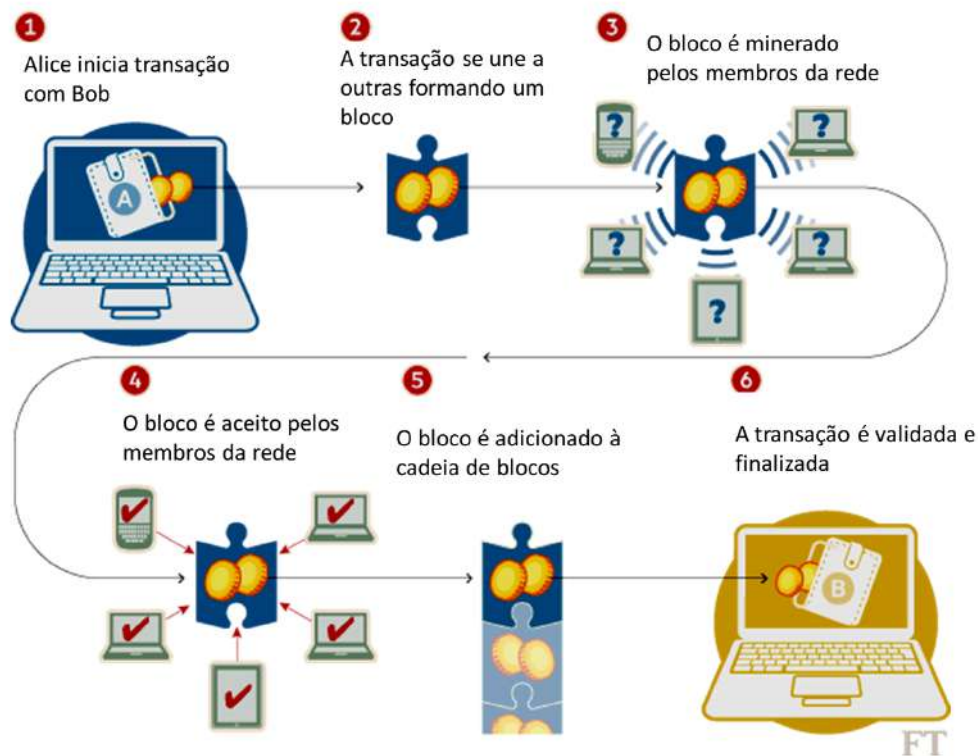 1
Alice inicia transação
com Bob
A
2
A transação se une a
outras formando um
bloco
3
O bloco é minerado
pelos membros da rede
?
?
?
?
?
4
O bloco é aceito pelos
membros da rede
5
O bloco é adicionado à
cadeia de blocos
6
A transação é validada e
finalizada
B
FT